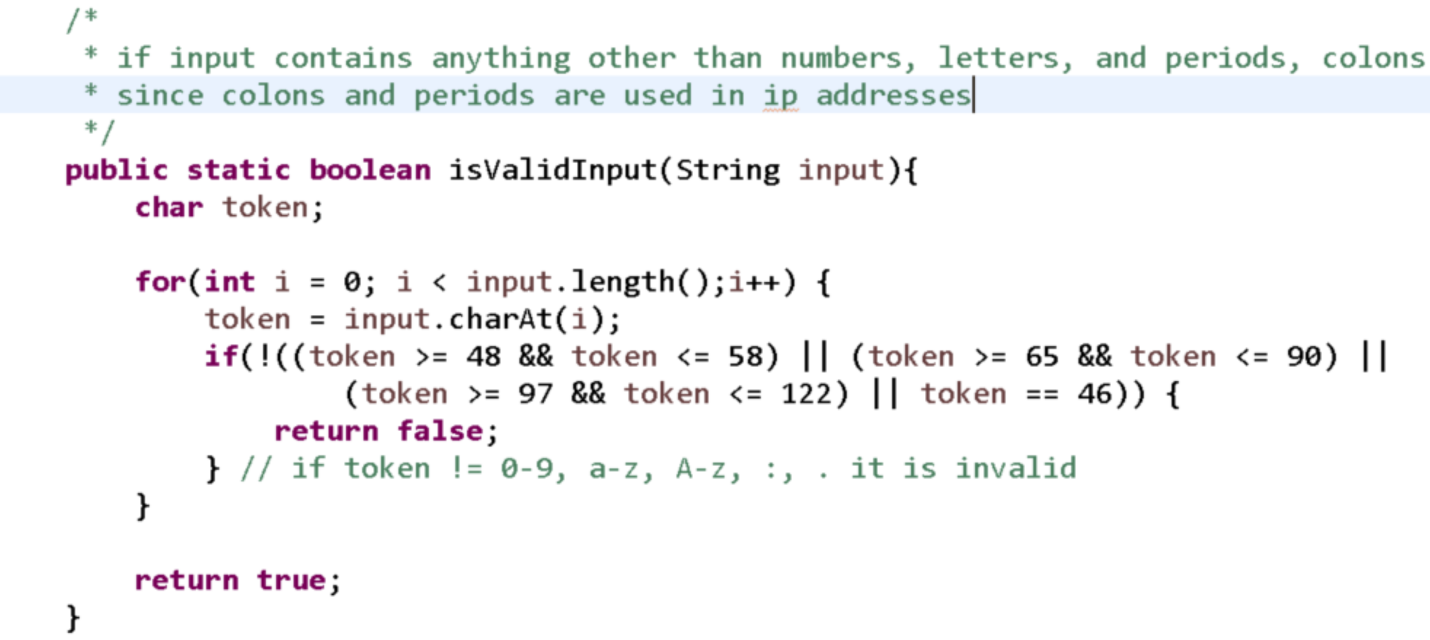 /*
* if input contains anything other than numbers, letters, and periods, colons
* since colons and periods are used in ip addresses
*/
public static boolean isValidInput(String input){
char token;
for(int i = 0; i < input.length();i++) {
token = input.charAt(i);
if(!((token >= 48 && token <= 58) || (token >= 65 && token <= 90) ||
(token >= 97 && token <= 122) || token == 46)) {
return false;
} // if token != 0-9, a-z, A-z, :, . it is invalid
}
return true;
}